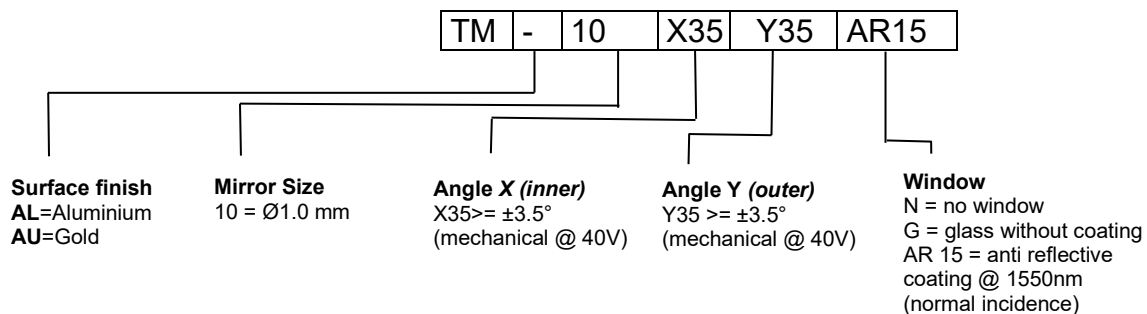 TM - 10 X35 Y35 AR15
Surface finish
AL=Aluminium
AU=Gold
Mirror Size
10 = Ø1.0 mm
Angle X (inner)
X35>= ±3.5°
(mechanical @ 40V)
Angle Y (outer)
Y35 >= ±3.5°
(mechanical @ 40V)
Window
N = no window
G = glass without coating
AR 15 = anti reflective
coating @ 1550nm
(normal incidence)